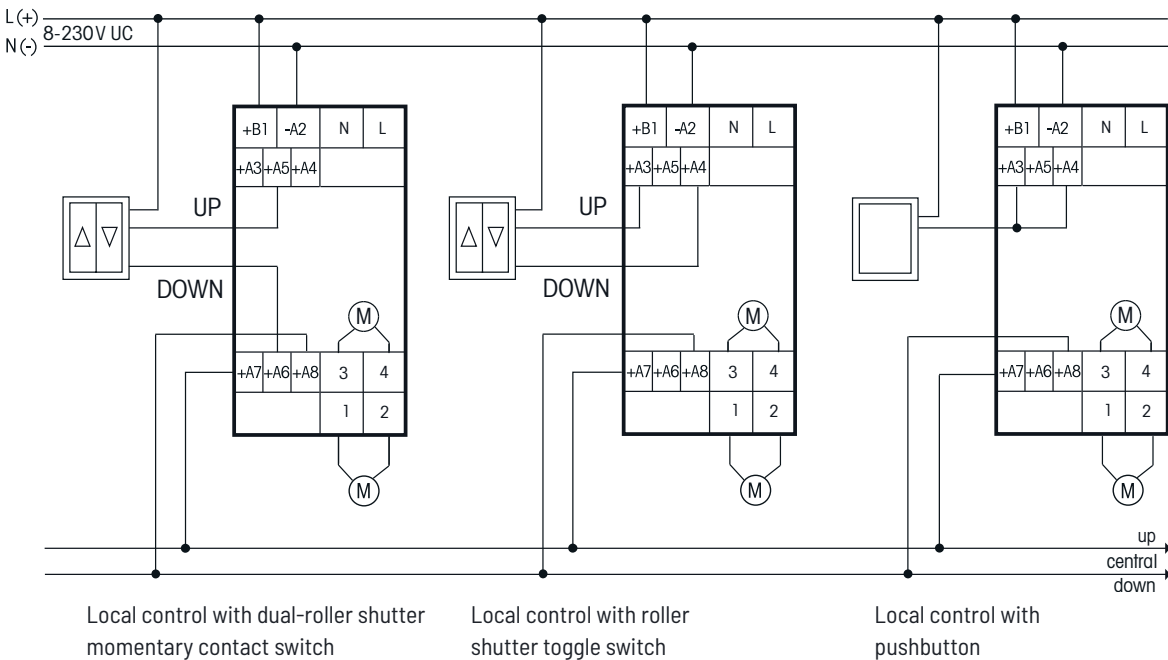 L(+)
N(-) 8-230V UC
+B1 -A2 N L
+A3 +A5 +A4
UP
DOWN
M
+A7 +A6 +A8 3 4
1 2
M
+B1 -A2 N L
+A3 +A5 +A4
UP
DOWN
M
+A7 +A6 +A8 3 4
1 2
M
+B1 -A2 N L
+A3 +A5 +A4
M
+A7 +A6 +A8 3 4
1 2
M
up
central
down
Local control with dual-roller shutter
momentary contact switch
Local control with roller
shutter toggle switch
Local control with
pushbutton